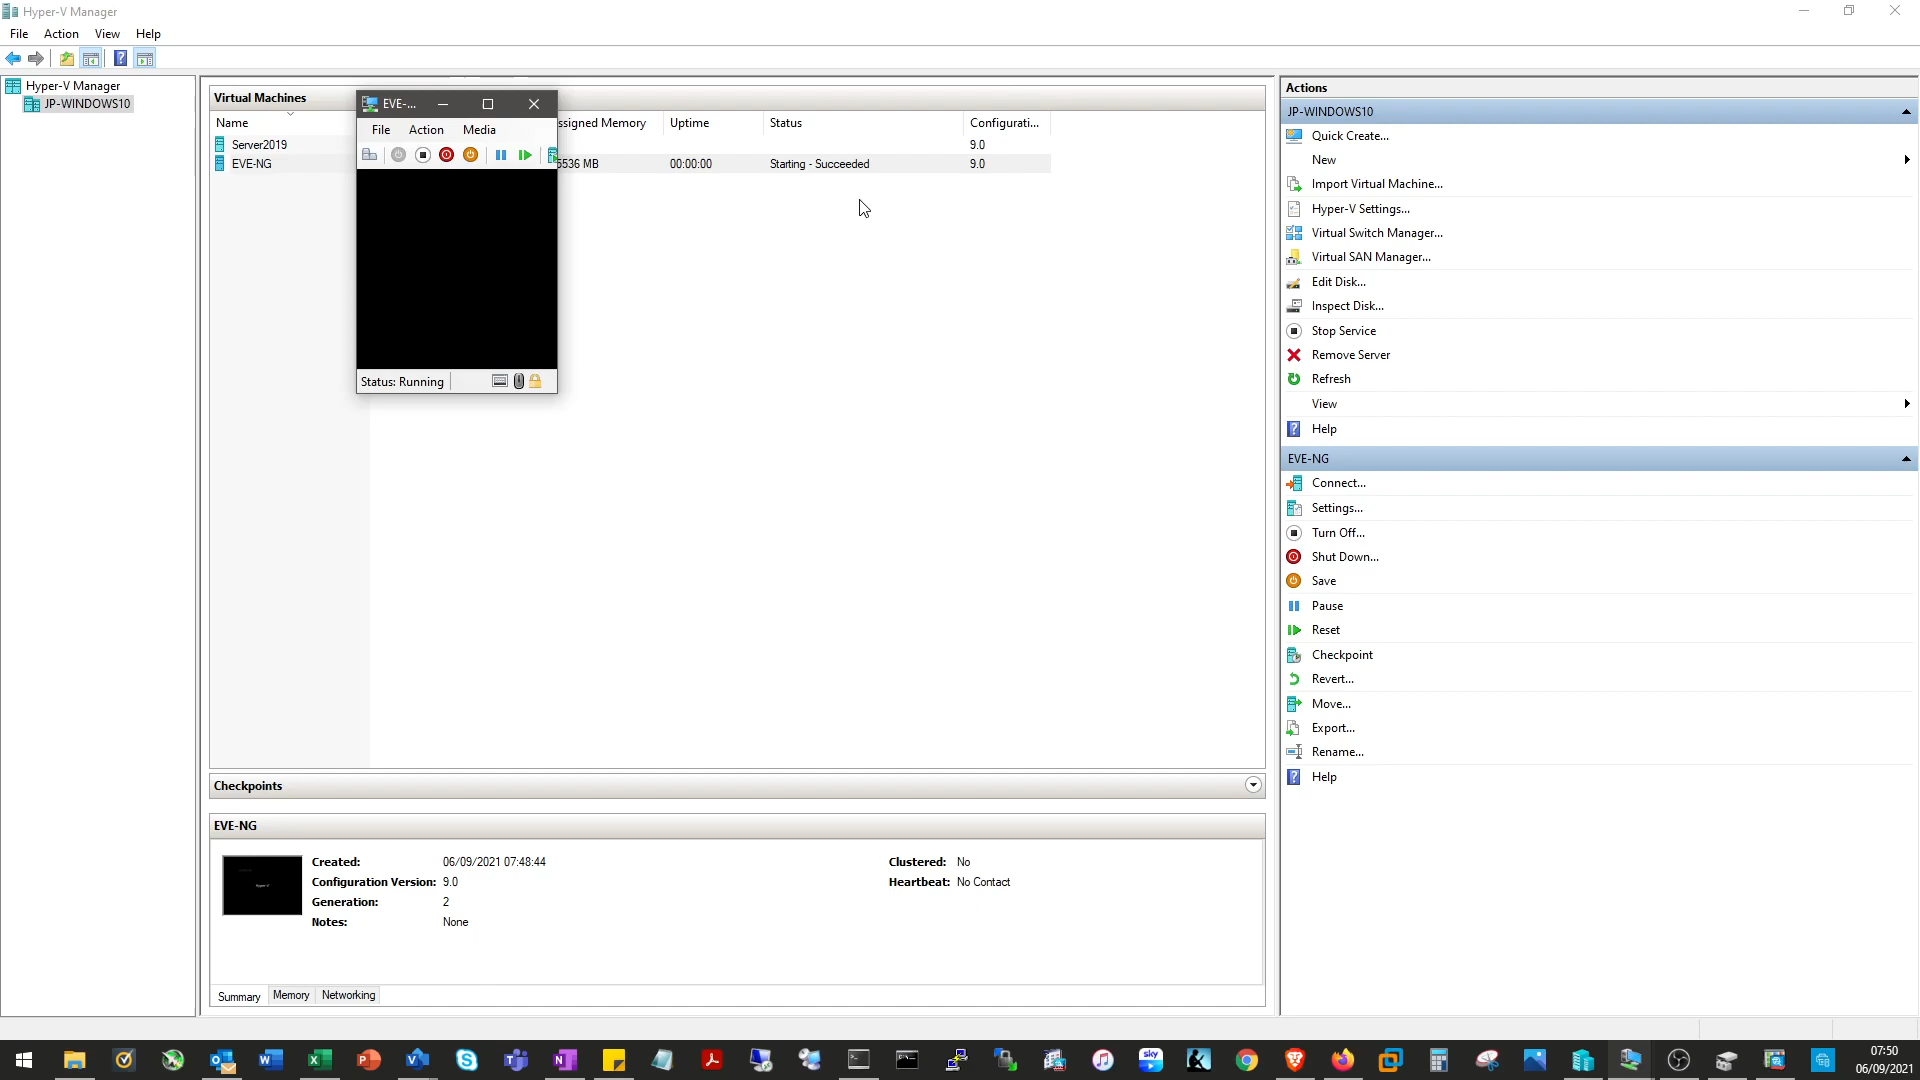 Hyper-V Manager
File Action View Help
Hyper-V Manager
JP-WINDOWS10
Virtual Machines
Name ssigned Memory Uptime Status Configurati...
Server2019 9.0
EVE-NG 5536 MB 00:00:00 Starting - Succeeded 9.0
EVE-...
File Action Media
Status: Running
Checkpoints
EVE-NG
Created: 06/09/2021 07:48:44
Configuration Version: 9.0
Generation: 2
Notes: None
Clustered: No
Heartbeat: No Contact
Hyper-V
Summary Memory Networking
Actions
JP-WINDOWS10
Quick Create...
New
Import Virtual Machine...
Hyper-V Settings...
Virtual Switch Manager...
Virtual SAN Manager...
Edit Disk...
Inspect Disk...
Stop Service
Remove Server
Refresh
View
Help
EVE-NG
Connect...
Settings...
Turn Off...
Shut Down...
Save
Pause
Reset
Checkpoint
Revert...
Move...
Export...
Rename...
Help
sky
07:50
06/09/2021